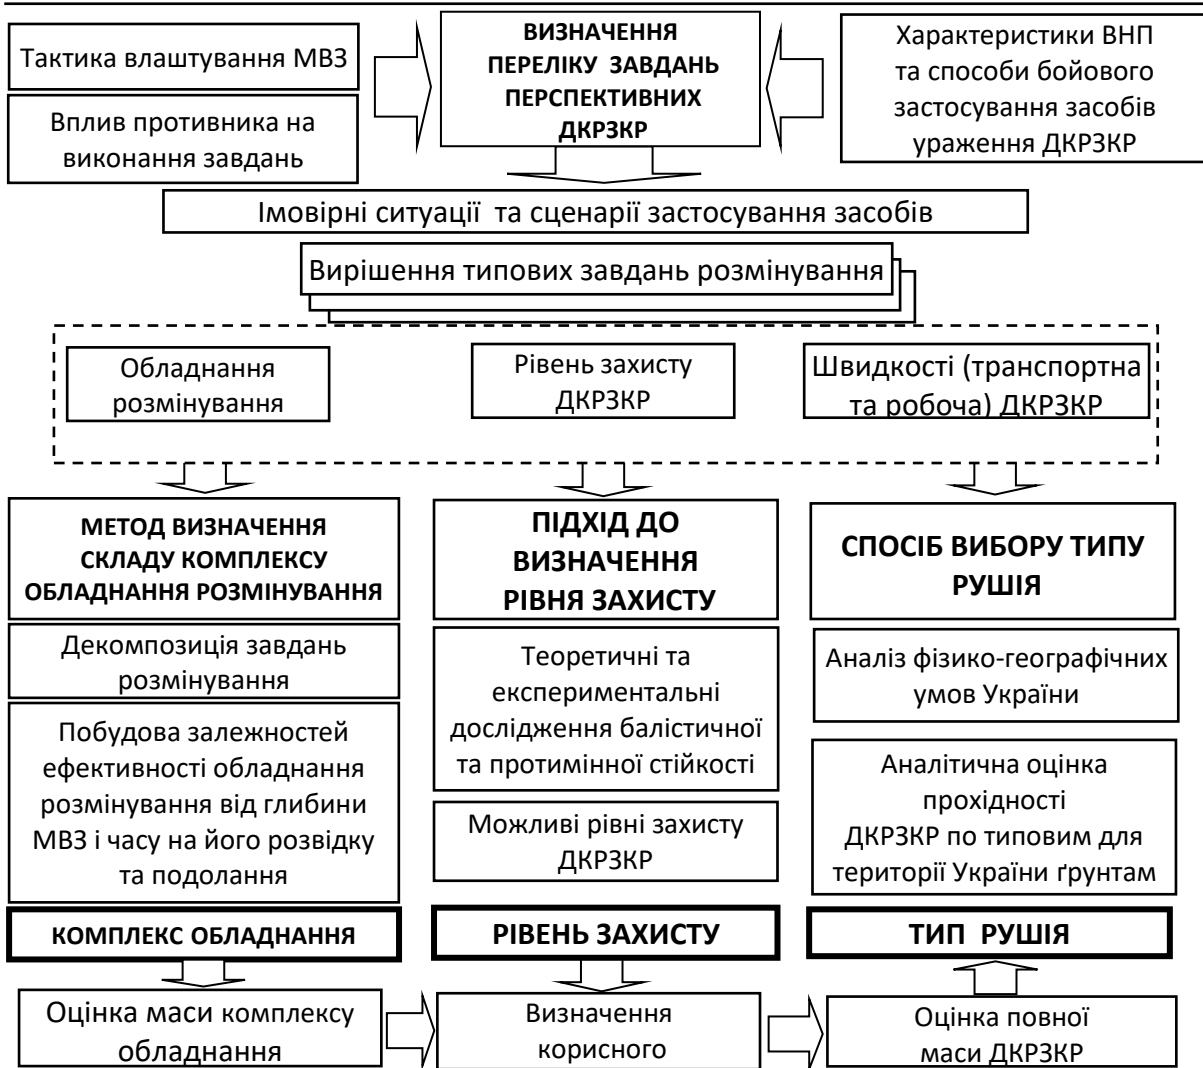 Тактика влаштування МВЗ
Вплив противника на
виконання завдань
ВИЗНАЧЕННЯ
ПЕРЕЛІКУ ЗАВДАНЬ
ПЕРСПЕКТИВНИХ
ДКРЗКР
Характеристики ВНП
та способи бойового
застосування засобів
ураження ДКРЗКР
Імовірні ситуації та сценарії застосування засобів
Вирішення типових завдань розмінування
Обладнання
розмінування
Рівень захисту
ДКРЗКР
Швидкості (транспортна
та робоча) ДКРЗКР
МЕТОД ВИЗНАЧЕННЯ
СКЛАДУ КОМПЛЕКСУ
ОБЛАДНАННЯ РОЗМІНУВАННЯ
Декомпозиція завдань
розмінування
Побудова залежностей
ефективності обладнання
розмінування від глибини
МВЗ і часу на його розвідку
та подолання
КОМПЛЕКС ОБЛАДНАННЯ
Оцінка маси комплексу
обладнання
ПІДХІД ДО
ВИЗНАЧЕННЯ
РІВНЯ ЗАХИСТУ
Теоретичні та
експериментальні
дослідження балістичної
та протимінної стійкості
Можливі рівні захисту
ДКРЗКР
РІВЕНЬ ЗАХИСТУ
Визначення
корисного
СПОСІБ ВИБОРУ ТИПУ
РУШІЯ
Аналіз фізико-географічних
умов України
Аналітична оцінка
прохідності
ДКРЗКР по типовим для
території України ґрунтам
ТИП РУШІЯ
Оцінка повної
маси ДКРЗКР